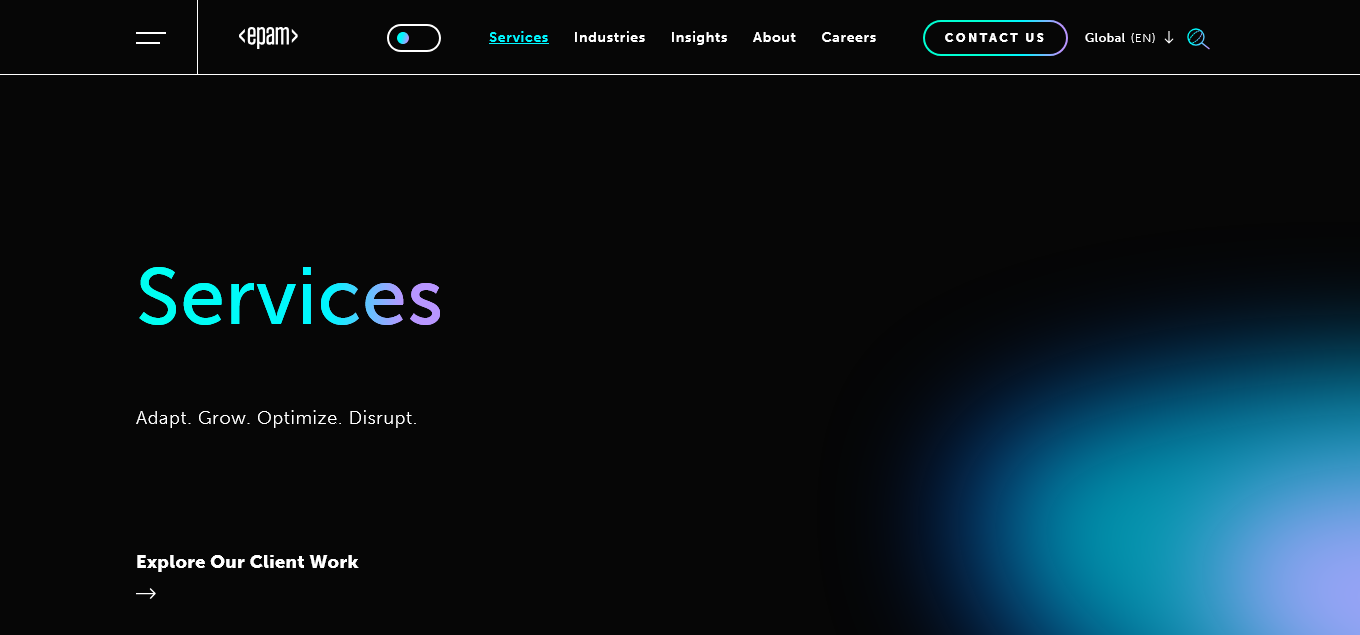 <epam>
Services
Industries
Insights
About
Careers
CONTACT US
Global (EN)
Services
Adapt. Grow. Optimize. Disrupt.
Explore Our Client Work